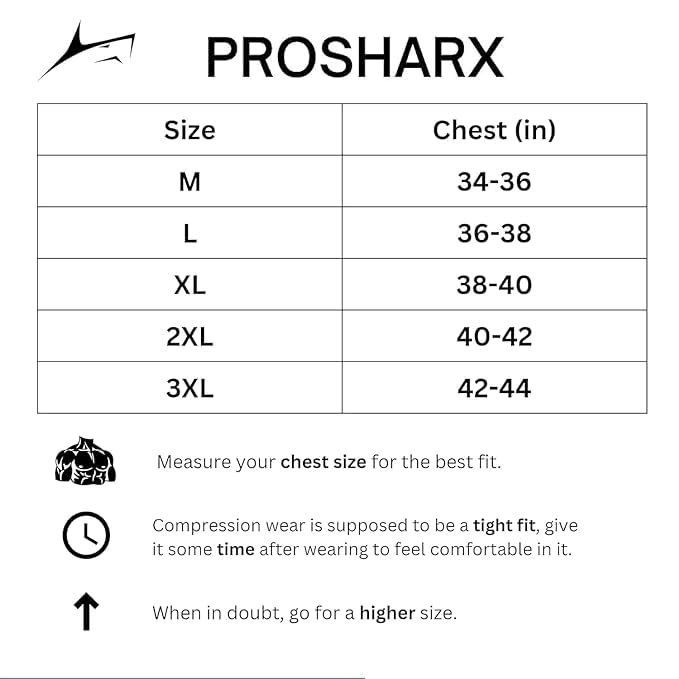 PROSHARX
Size Chest (in)
M 34-36
L 36-38
XL 38-40
2XL 40-42
3XL 42-44
Measure your chest size for the best fit.
Compression wear is supposed to be a tight fit, give
it some time after wearing to feel comfortable in it.
When in doubt, go for a higher size.